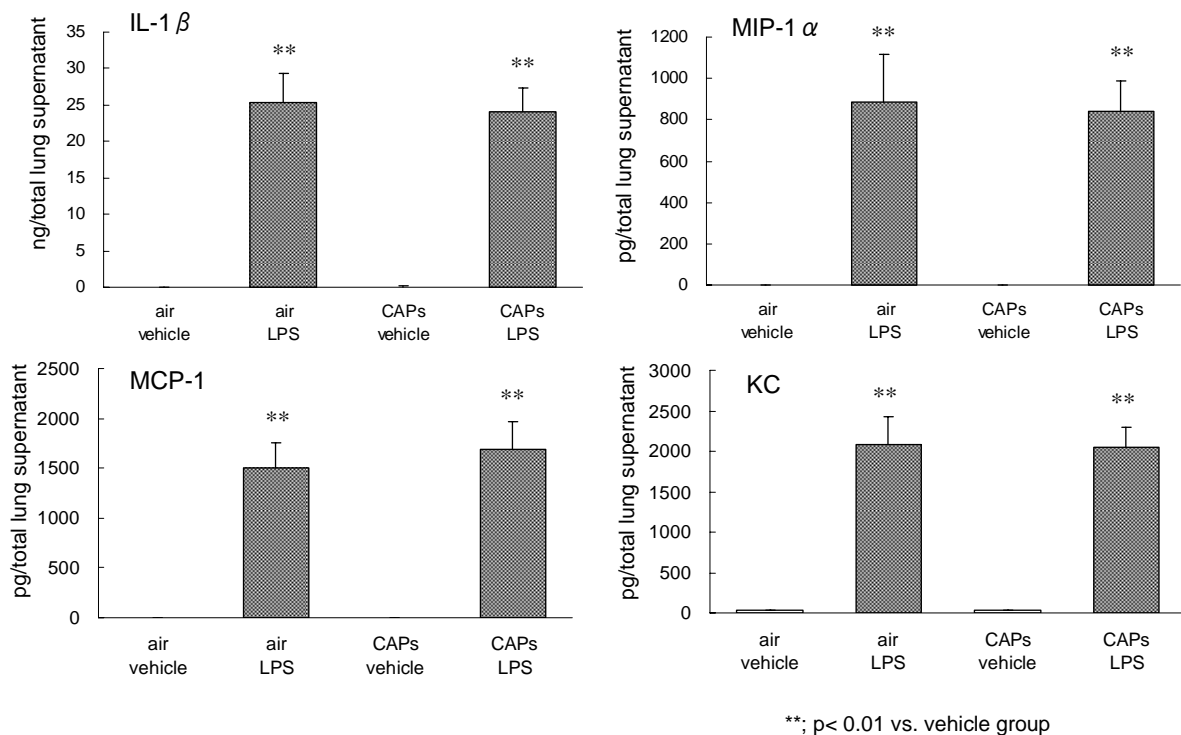 IL-1 β
ng/total lung supernatant
35
30
25
20
15
10
5
0
**
**
air
vehicle
air
LPS
CAPs
vehicle
CAPs
LPS
MIP-1 α
pg/total lung supernatant
1200
1000
800
600
400
200
0
**
**
air
vehicle
air
LPS
CAPs
vehicle
CAPs
LPS
MCP-1
pg/total lung supernatant
2500
2000
1500
1000
500
0
**
**
air
vehicle
air
LPS
CAPs
vehicle
CAPs
LPS
KC
pg/total lung supernatant
3000
2500
2000
1500
1000
500
0
**
**
air
vehicle
air
LPS
CAPs
vehicle
CAPs
LPS
**; p< 0.01 vs. vehicle group